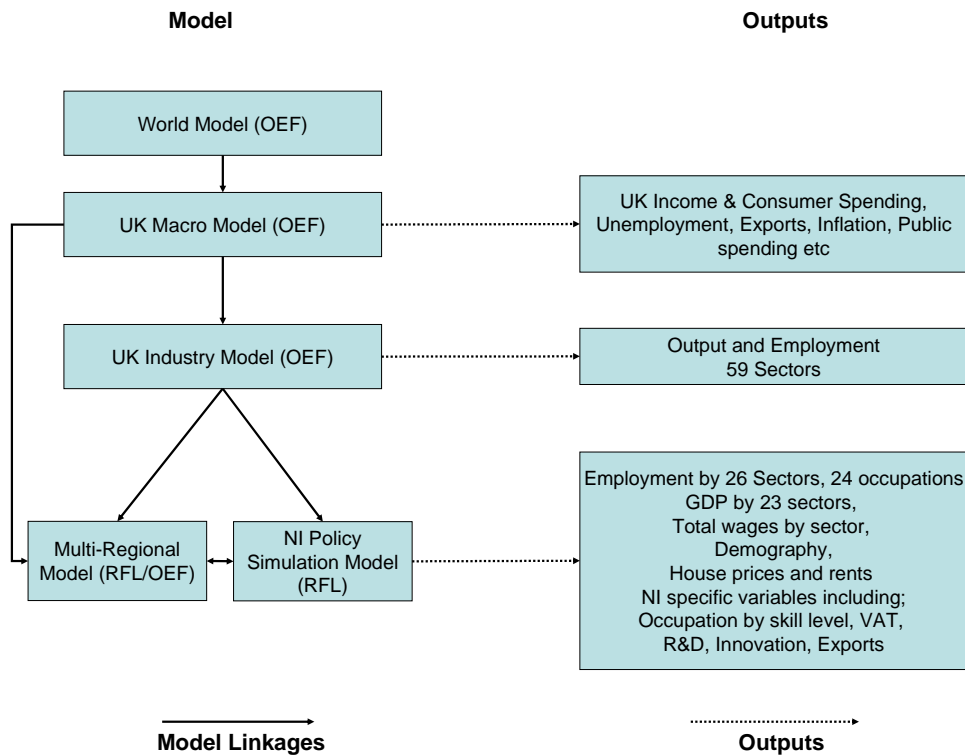 Model
Outputs
World Model (OEF)
UK Macro Model (OEF)
UK Income & Consumer Spending,
Unemployment, Exports, Inflation, Public
spending etc
UK Industry Model (OEF)
Output and Employment
59 Sectors
Multi-Regional
Model (RFL/OEF)
NI Policy
Simulation Model
(RFL)
Employment by 26 Sectors, 24 occupations
GDP by 23 sectors,
Total wages by sector,
Demography,
House prices and rents
NI specific variables including;
Occupation by skill level, VAT,
R&D, Innovation, Exports
Model Linkages
Outputs